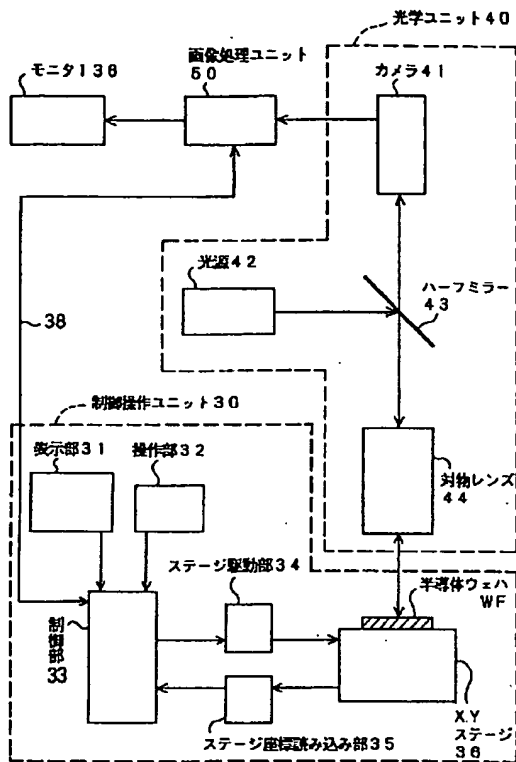 光学ユニット40
画像処理ユニット
50
モニタ136
カメラ41
光源42
ハーフミラー
43
38
制御操作ユニット30
表示部31
操作部32
対物レンズ
44
ステージ駆動部34
半導体ウェハ
WF
制御部
33
ステージ座標読み込み部35
X.Y
ステージ
36